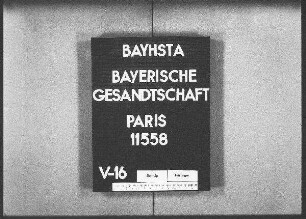 BAYHSTA
BAYERISCHE
GESANDTSCHAFT
PARIS
11558
V-16